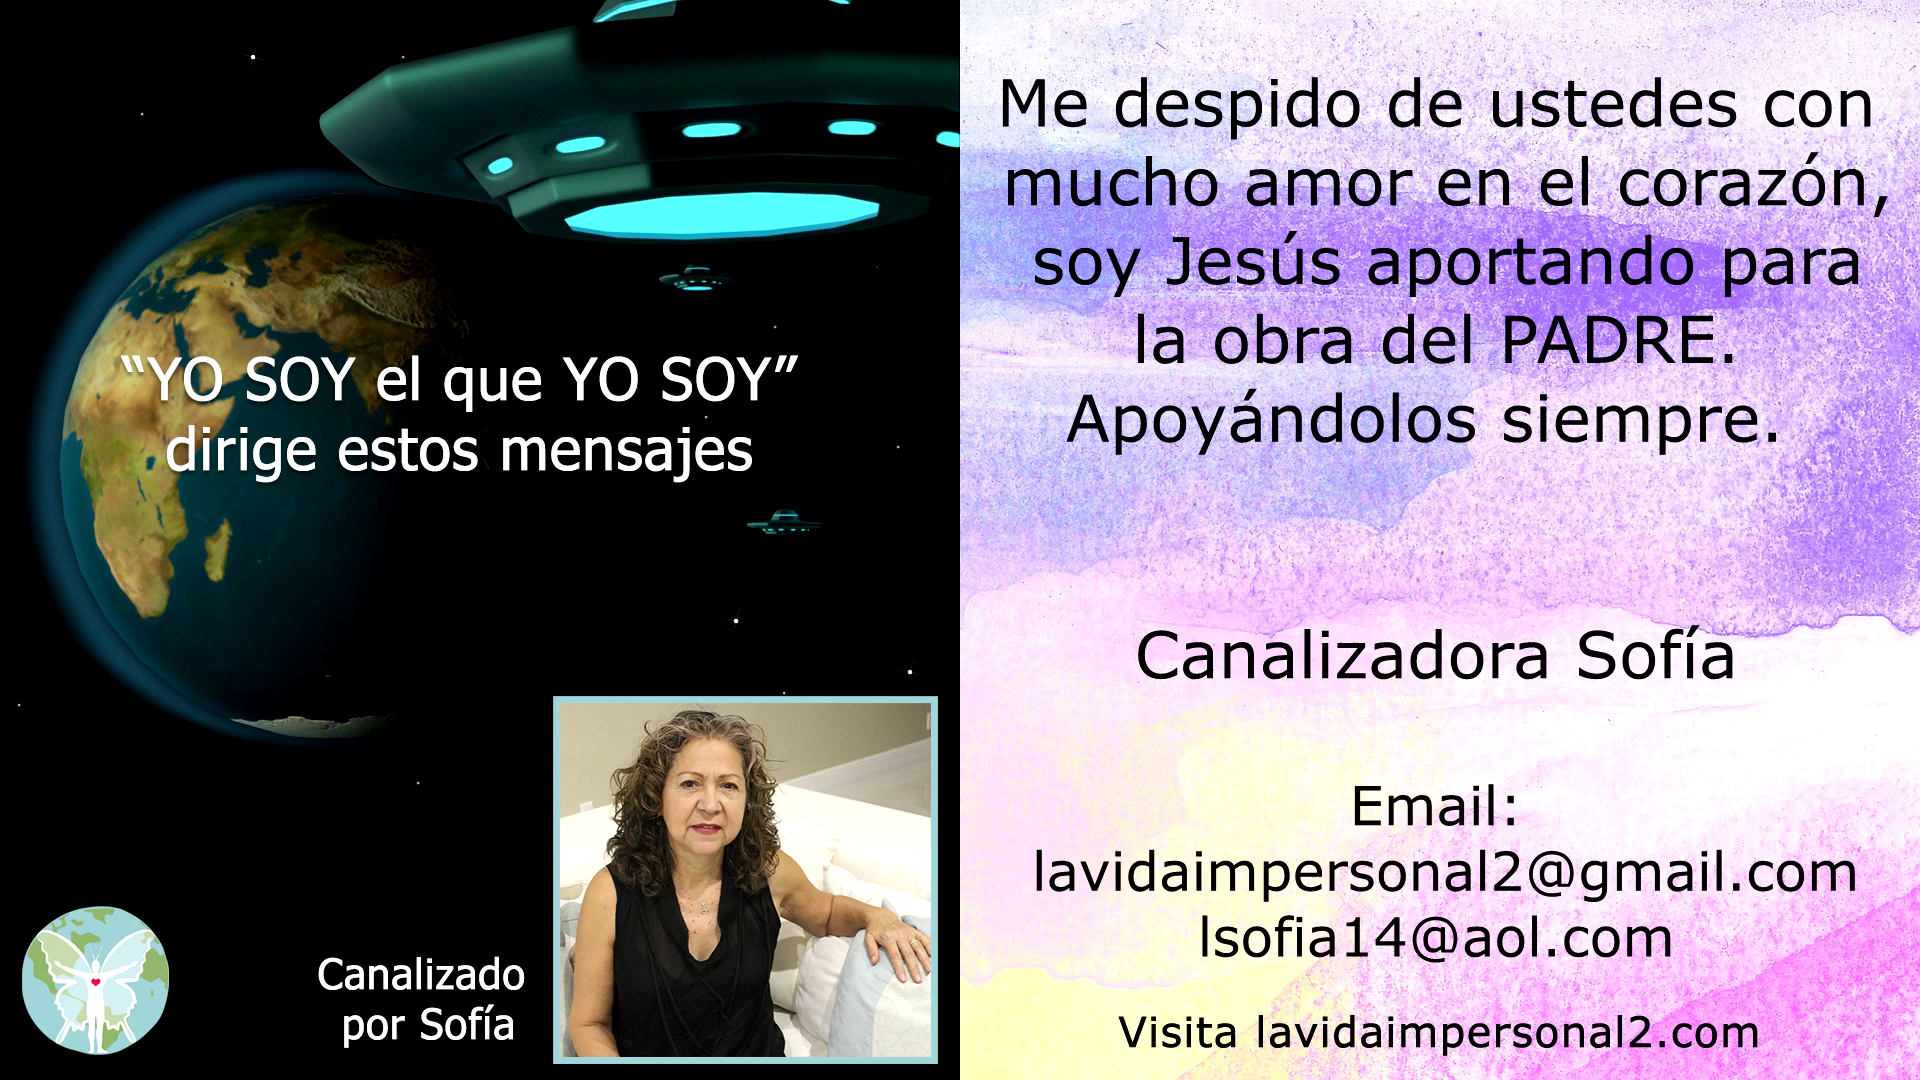 “YO SOY el que YO SOY”
dirige estos mensajes
Canalizado
por Sofía
Me despido de ustedes con
mucho amor en el corazón,
soy Jesús aportando para
la obra del PADRE.
Apoyándolos siempre.
Canalizadora Sofía
Email:
lavidaimpersonal2@gmail.com
lsofia14@aol.com
Visita lavidaimpersonal2.com